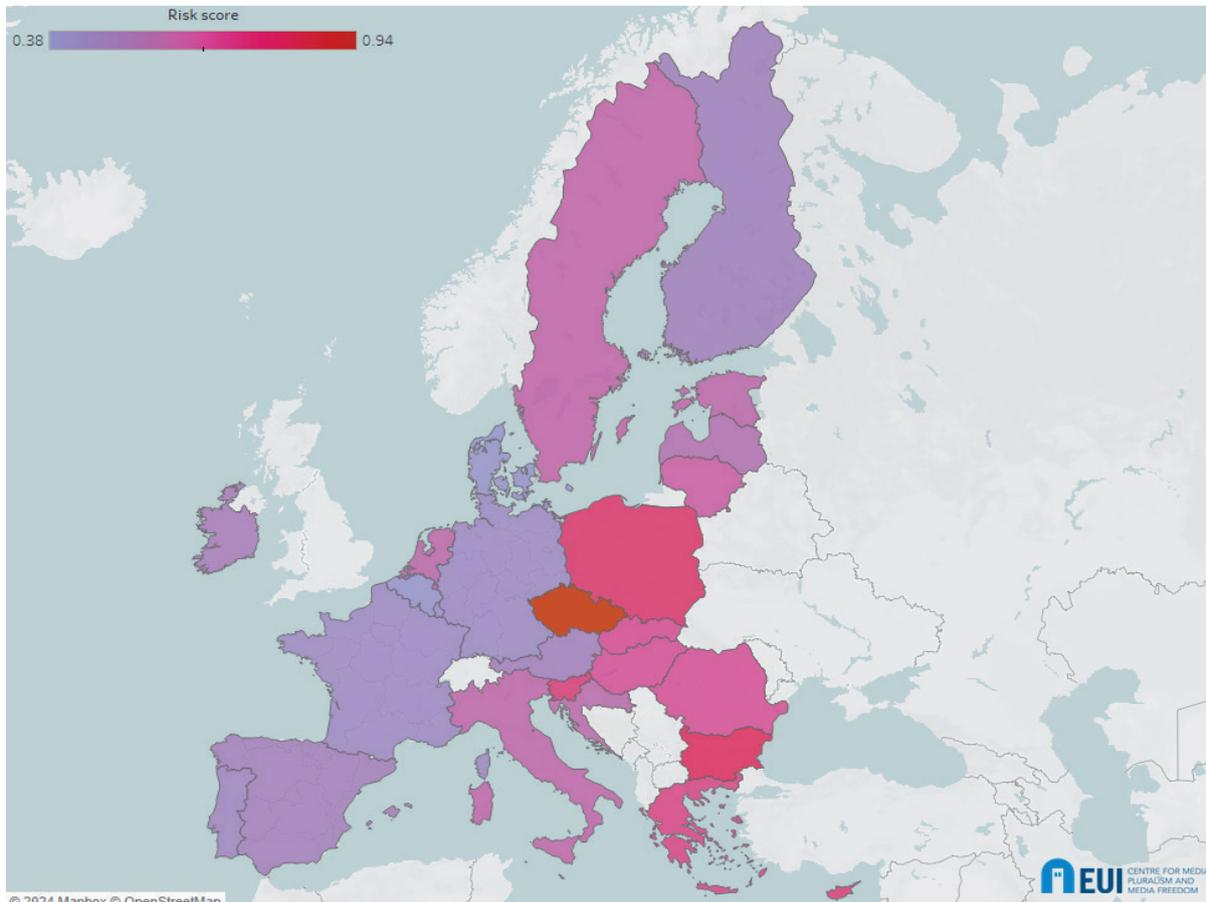 Risk score
0.38
0.94
EUI
CENTRE FOR MEDIA
PLURALISM AND
MEDIA FREEDOM
© 2024 Mapbox © OpenStreetMap